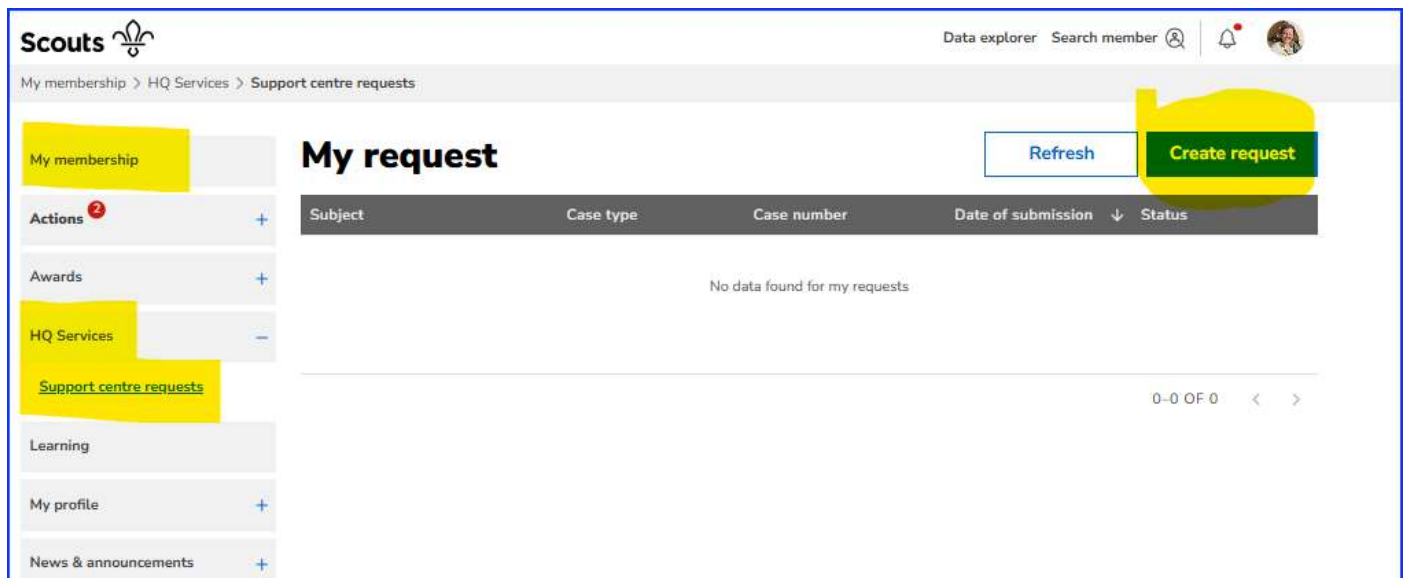 Scouts
Data explorer Search member
My membership > HQ Services > Support centre requests
My membership
Actions 2
Awards
HQ Services
Support centre requests
Learning
My profile
News & announcements
My request
Refresh
Create request
Subject Case type Case number Date of submission ↓ Status
No data found for my requests
0–0 OF 0 < >